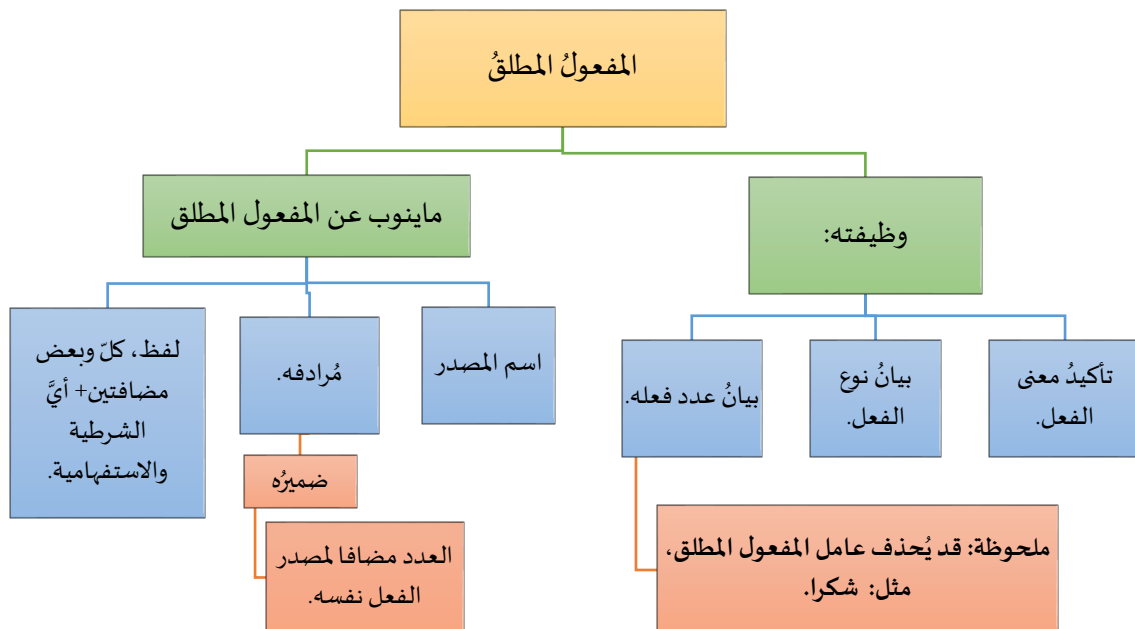 المفعولُ المطلقُ
وظيفته:
تأكيدُ معنى
الفعل.
بيانُ نوع
الفعل.
بيانُ عدد فعله.
ملحوظة: قد يُحذف عامل المفعول المطلق،
مثل: شكرا.
ماينوب عن المفعول المطلق
اسم المصدر
مُرادفه.
ضميرُه
العدد مضافا لمصدر
الفعل نفسه.
لفظ، كلّ وبعض
مضافتين+ أيَّ
الشرطية
والاستفهامية.